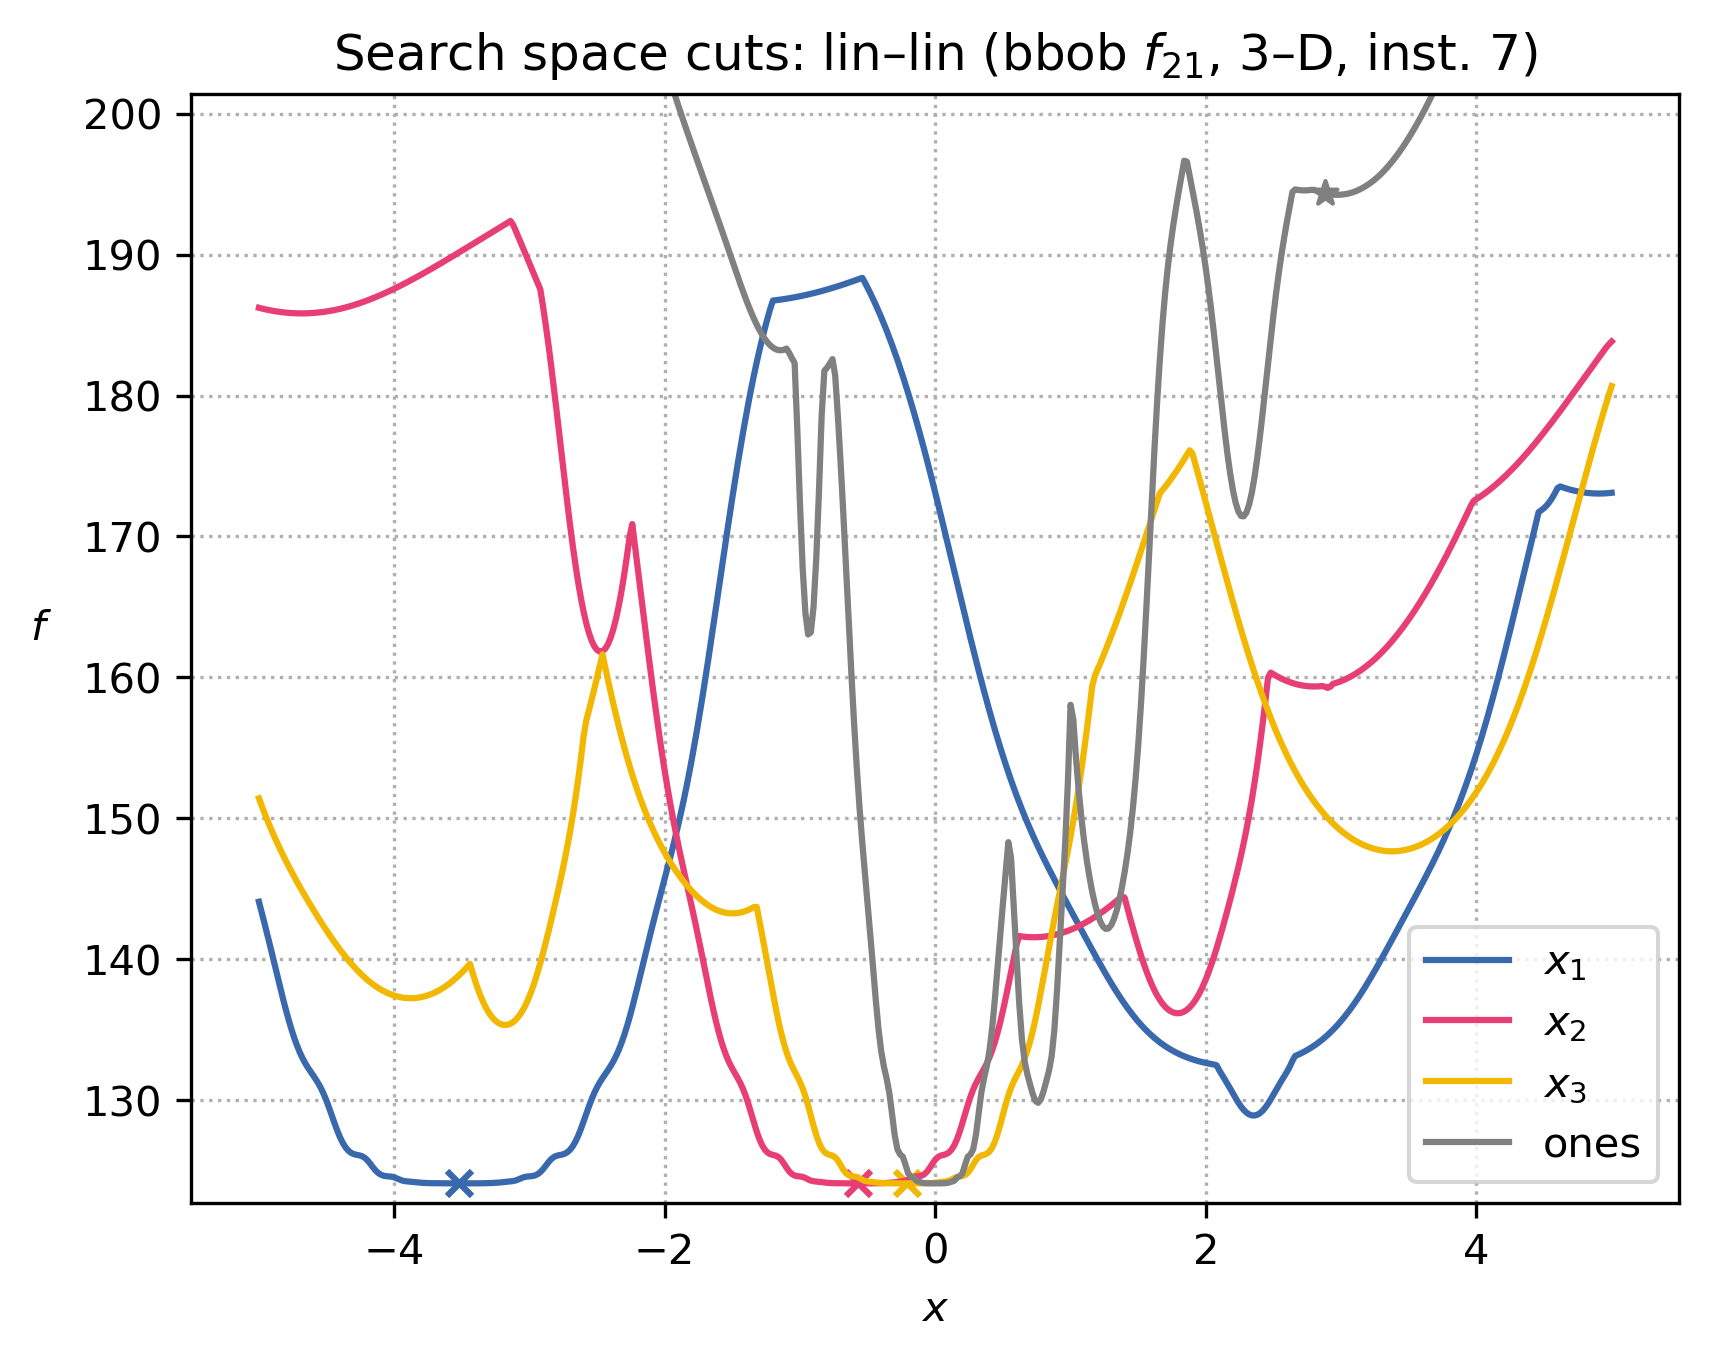 Search space cuts: lin–lin (bbob f₂₁, 3–D, inst. 7)
200
190
180
170
160
150
140
130
f
−4
−2
0
2
4
x
x₁
x₂
x₃
ones